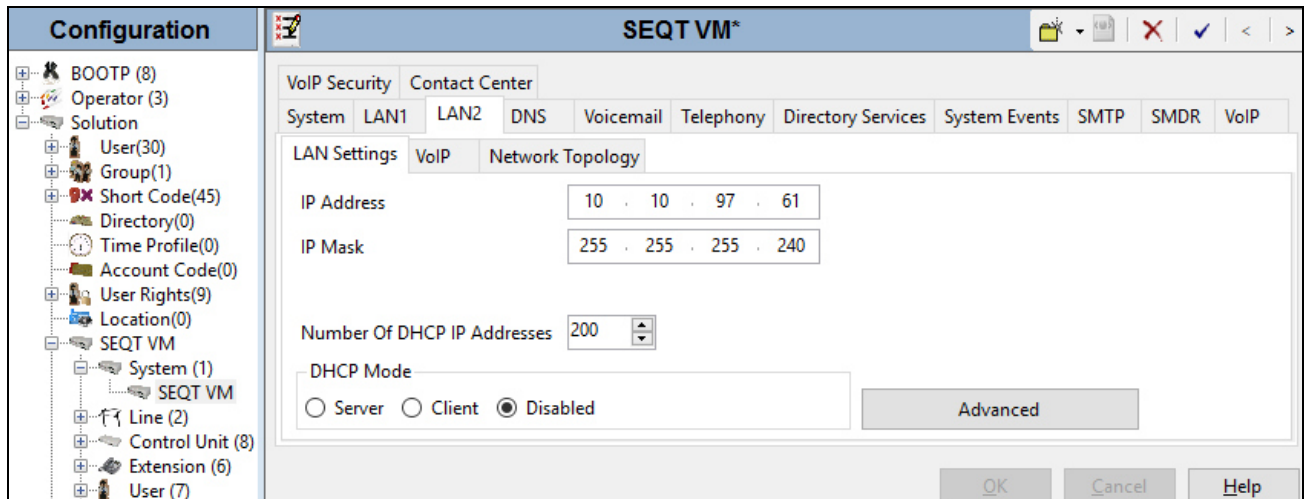 Configuration
BOOTP (8)
Operator (3)
Solution
User(30)
Group(1)
Short Code(45)
Directory(0)
Time Profile(0)
Account Code(0)
User Rights(9)
Location(0)
SEQT VM
System (1)
SEQT VM
Line (2)
Control Unit (8)
Extension (6)
User (7)
SEQT VM*
VoIP Security Contact Center
System LAN1 LAN2 DNS Voicemail Telephony Directory Services System Events SMTP SMDR VoIP
LAN Settings VoIP Network Topology
IP Address 10 . 10 . 97 . 61
IP Mask 255 . 255 . 255 . 240
Number Of DHCP IP Addresses 200
DHCP Mode
Server Client Disabled
Advanced
OK Cancel Help